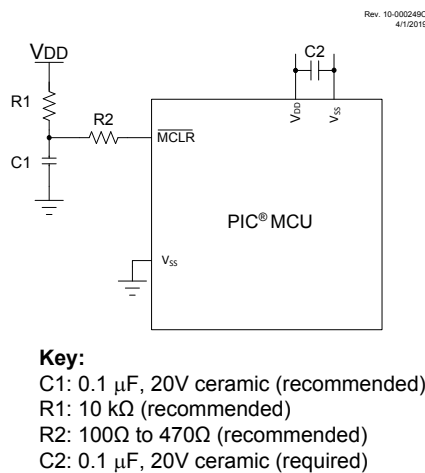 Rev. 10-000249C
4/1/2019
VDD
C2
R1
R2
MCLR
VDD
VSS
C1
PIC® MCU
VSS
Key:
C1: 0.1 μF, 20V ceramic (recommended)
R1: 10 kΩ (recommended)
R2: 100Ω to 470Ω (recommended)
C2: 0.1 μF, 20V ceramic (required)